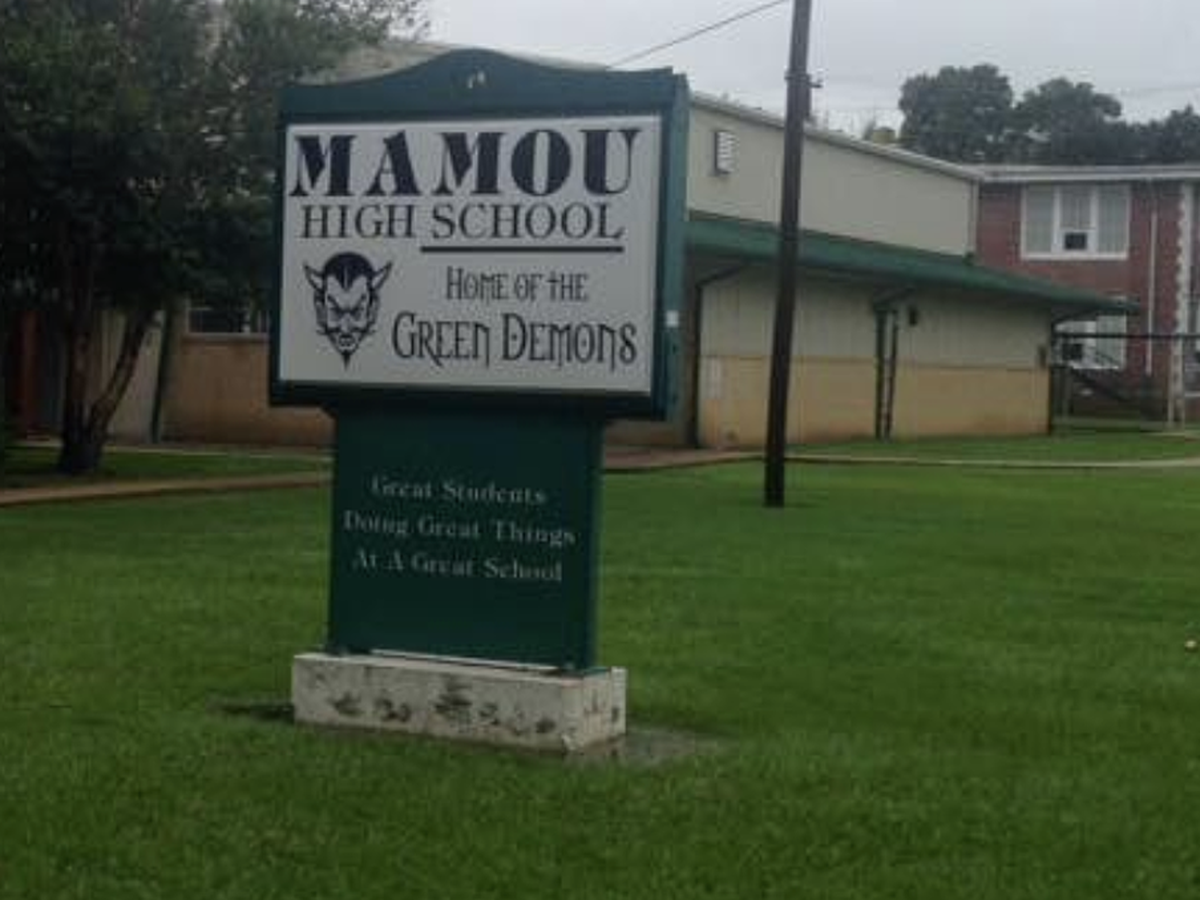 MAMOU
HIGH SCHOOL
HOME OF THE
GREEN DEMONS
Great Students
Doing Great Things
At A Great School